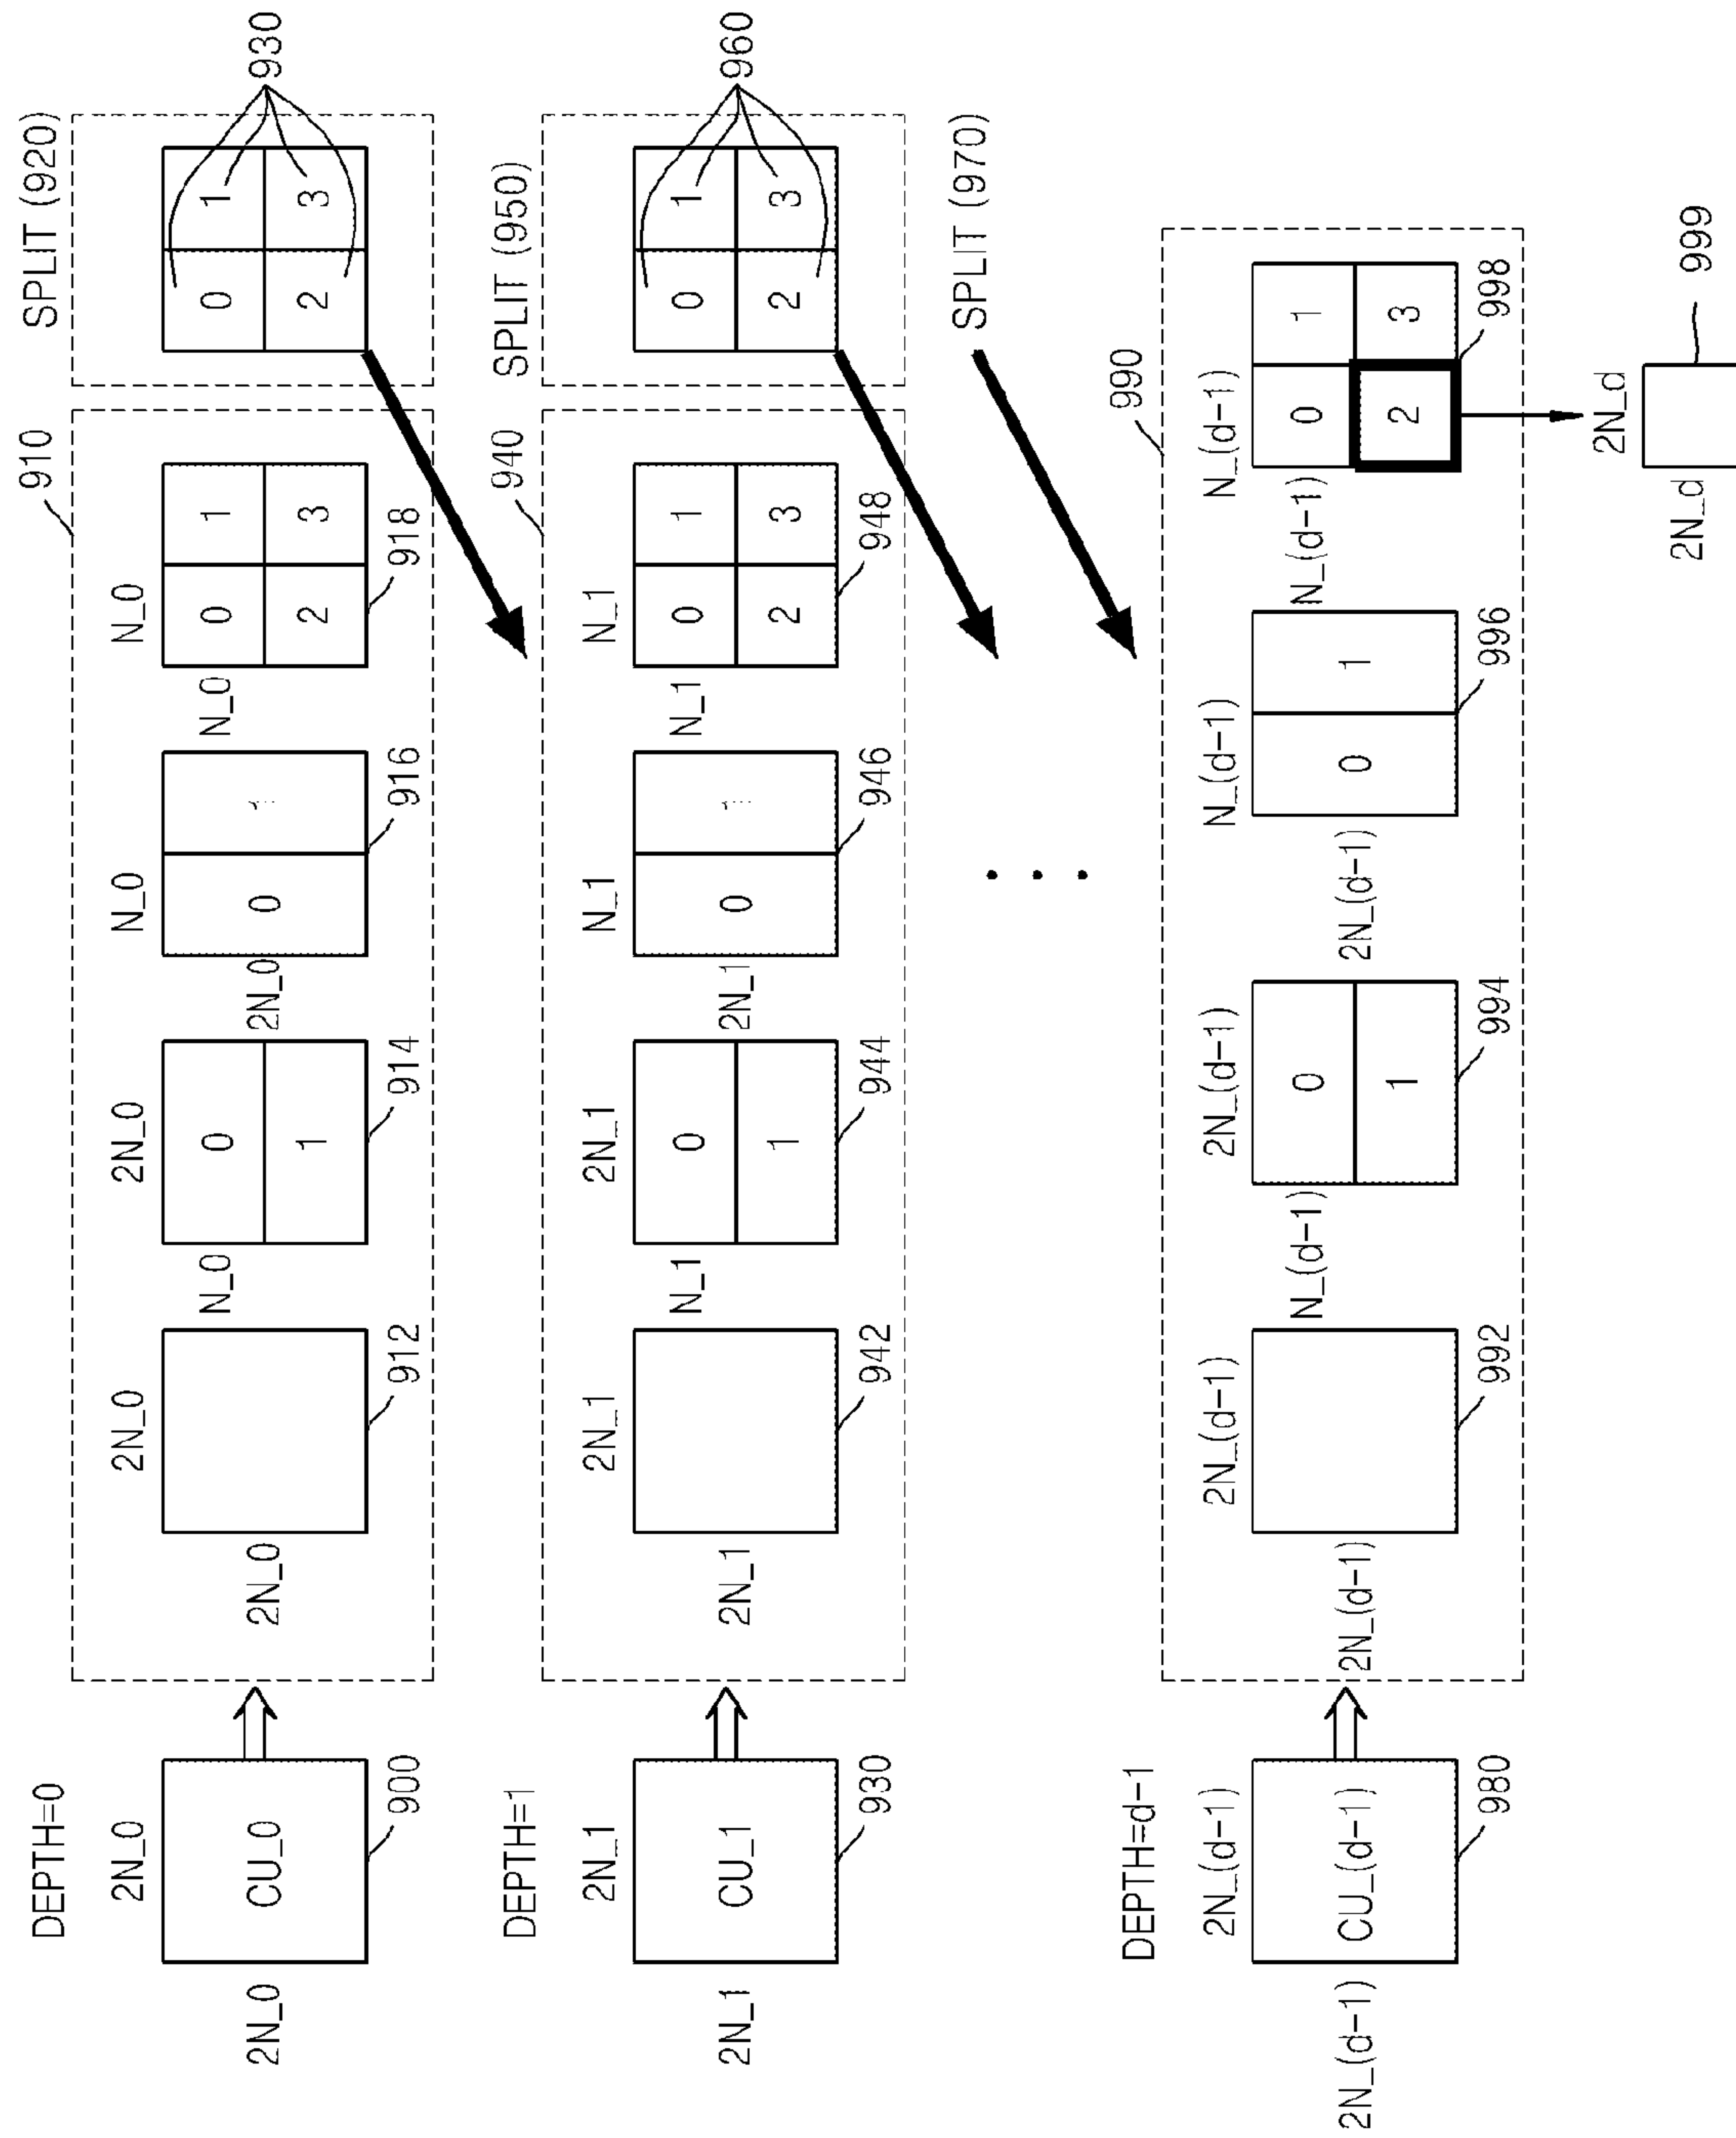 DEPTH=0
2N_0
2N_0
CU_0
900
910
2N_0
2N_0
912
2N_0
N_0
0
1
914
N_0
2N_0
0
1
916
N_0
N_0
0
1
2
3
918
SPLIT (920)
0
1
2
3
930
DEPTH=1
2N_1
2N_1
CU_1
930
940
2N_1
2N_1
942
2N_1
N_1
0
1
944
N_1
2N_1
0
1
946
N_1
N_1
0
1
2
3
948
SPLIT (950)
0
1
2
3
960
SPLIT (970)
DEPTH=d-1
2N_(d-1)
2N_(d-1)
CU_(d-1)
980
990
2N_(d-1)
2N_(d-1)
992
2N_(d-1)
N_(d-1)
0
1
994
N_(d-1)
2N_(d-1)
0
1
996
N_(d-1)
N_(d-1)
0
1
2
3
998
2N_d
2N_d
999